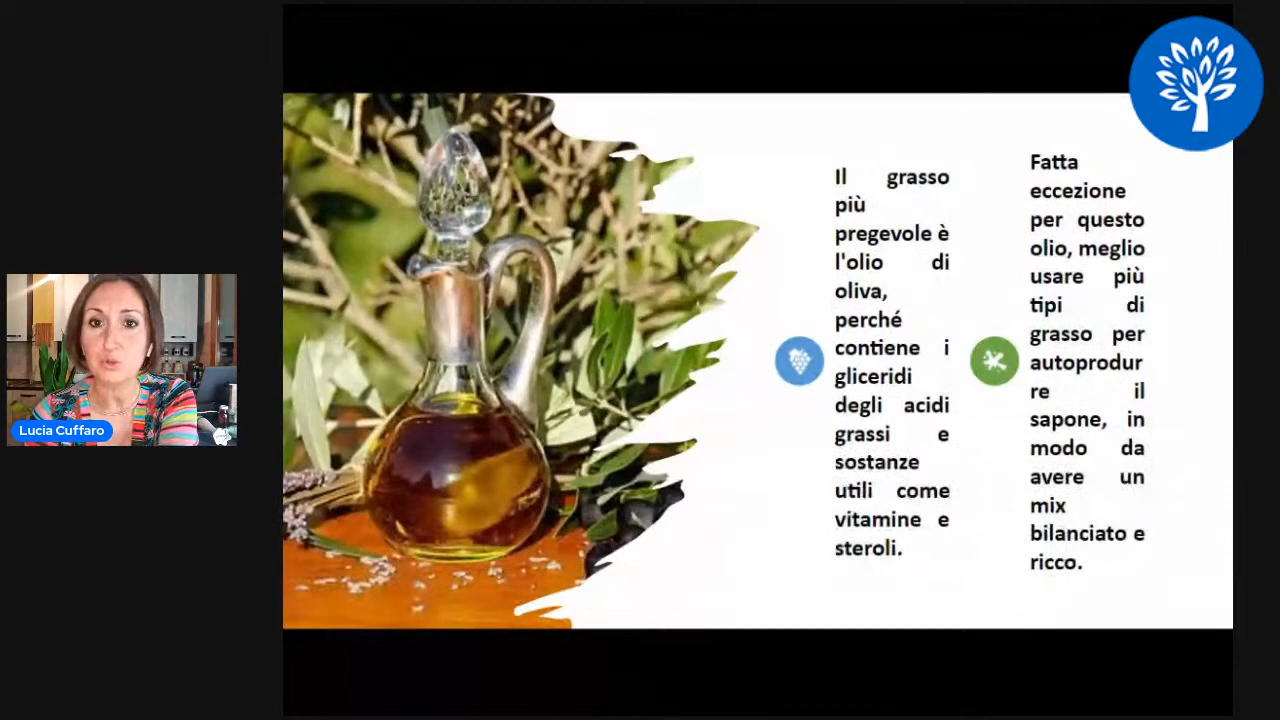 Lucia Cuffaro
Il grasso
più
pregevole è
l'olio di
oliva,
perché
contiene i
gliceridi
degli acidi
grassi e
sostanze
utili come
vitamine e
steroli.
Fatta
eccezione
per questo
olio, meglio
usare più
tipi di
grasso per
autoprodur
re il
sapone, in
modo da
avere un
mix
bilanciato e
ricco.